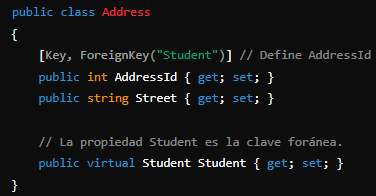 public class Address
{
[Key, ForeignKey("Student")] // Define AddressId
public int AddressId { get; set; }
public string Street { get; set; }
// La propiedad Student es la clave foránea.
public virtual Student Student { get; set; }
}